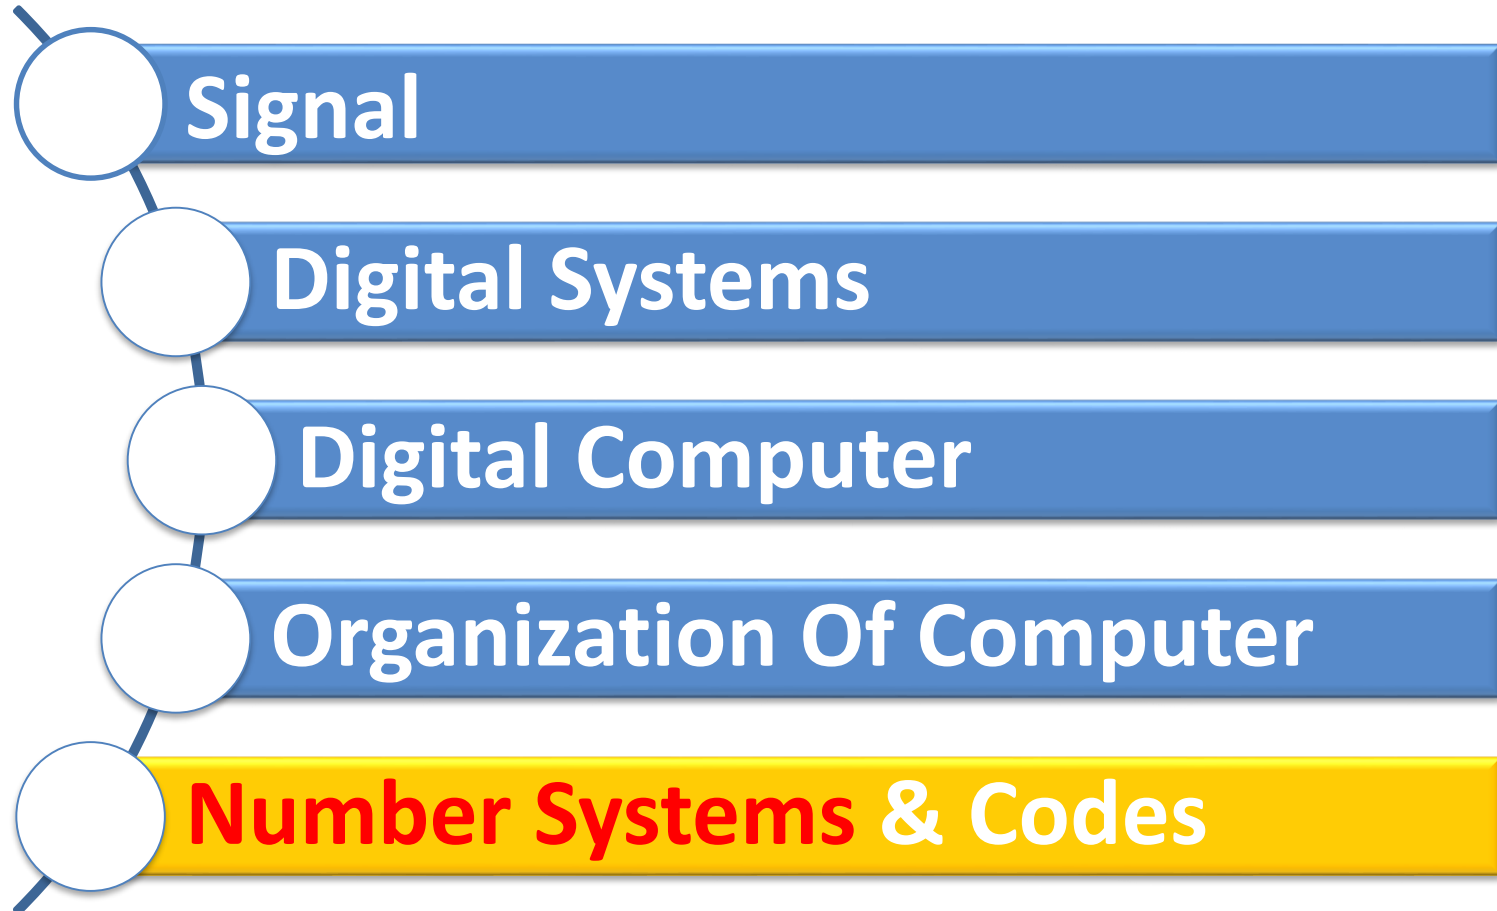 Signal
Digital Systems
Digital Computer
Organization Of Computer
Number Systems & Codes